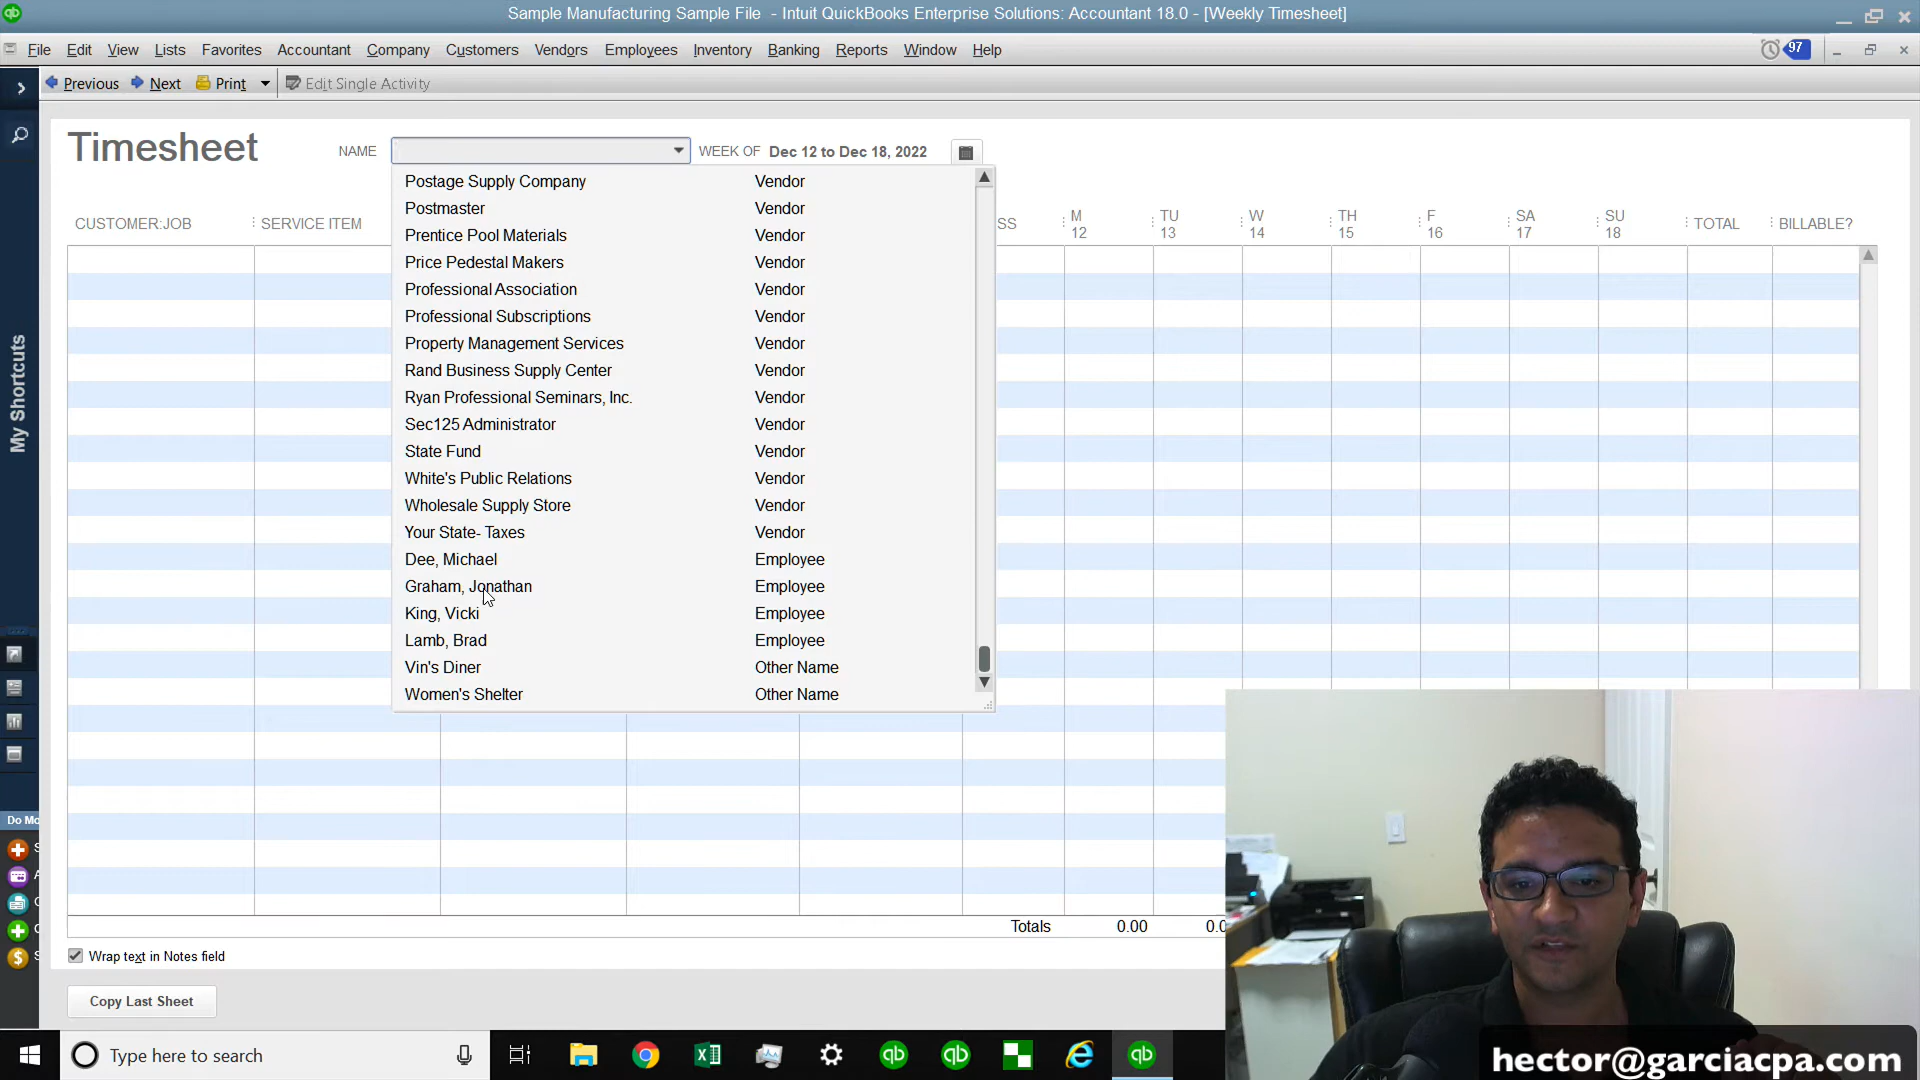 Sample Manufacturing Sample File - Intuit QuickBooks Enterprise Solutions: Accountant 18.0 - [Weekly Timesheet]
File Edit View Lists Favorites Accountant Company Customers Vendors Employees Inventory Banking Reports Window Help 97
Previous Next Print Edit Single Activity
Timesheet NAME WEEK OF Dec 12 to Dec 18, 2022
CUSTOMER:JOB SERVICE ITEM SS M 12 TU 13 W 14 TH 15 F 16 SA 17 SU 18 TOTAL BILLABLE?
Postage Supply Company Vendor
Postmaster Vendor
Prentice Pool Materials Vendor
Price Pedestal Makers Vendor
Professional Association Vendor
Professional Subscriptions Vendor
Property Management Services Vendor
Rand Business Supply Center Vendor
Ryan Professional Seminars, Inc. Vendor
Sec125 Administrator Vendor
State Fund Vendor
White's Public Relations Vendor
Wholesale Supply Store Vendor
Your State- Taxes Vendor
Dee, Michael Employee
Graham, Jonathan Employee
King, Vicki Employee
Lamb, Brad Employee
Vin's Diner Other Name
Women's Shelter Other Name
My Shortcuts
Do Mo
Totals 0.00 0.0
Wrap text in Notes field
Copy Last Sheet
Type here to search
hector@garciacpa.com